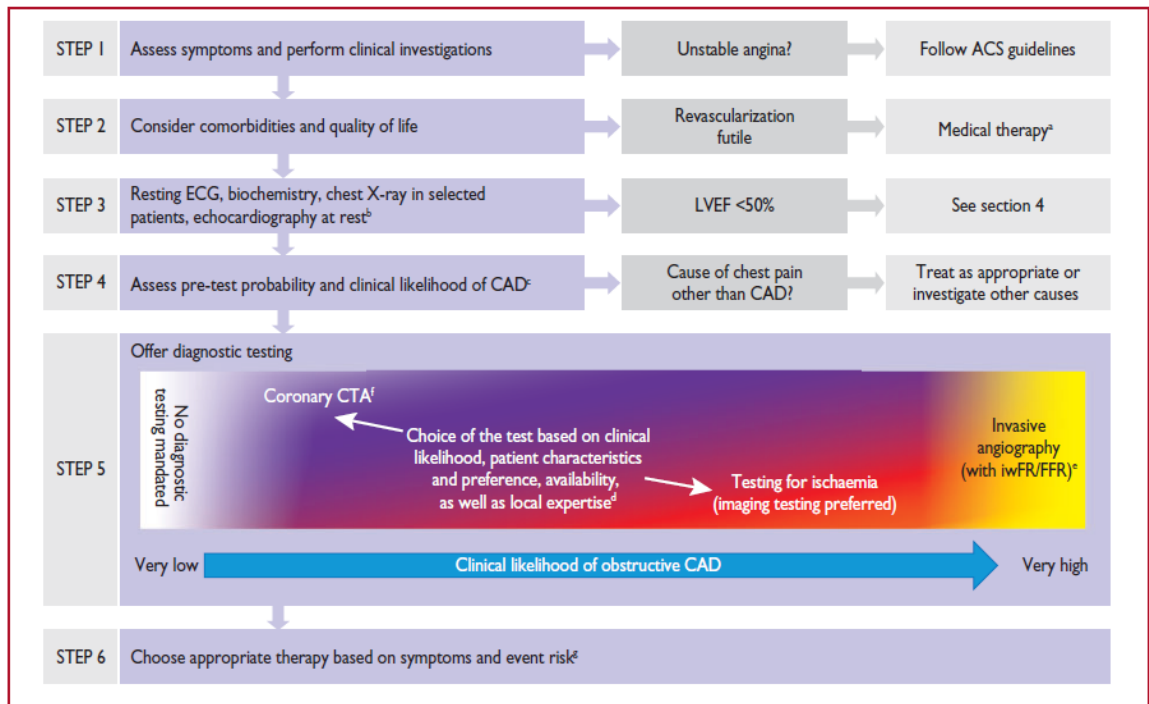 STEP 1
Assess symptoms and perform clinical investigations
Unstable angina?
Follow ACS guidelines
STEP 2
Consider comorbidities and quality of life
Revascularization
futile
Medical therapyᵃ
STEP 3
Resting ECG, biochemistry, chest X-ray in selected
patients, echocardiography at restᵇ
LVEF <50%
See section 4
STEP 4
Assess pre-test probability and clinical likelihood of CADᶜ
Cause of chest pain
other than CAD?
Treat as appropriate or
investigate other causes
STEP 5
Offer diagnostic testing
No diagnostic
testing mandated
Coronary CTAᶠ
Choice of the test based on clinical
likelihood, patient characteristics
and preference, availability,
as well as local expertiseᵈ
Testing for ischaemia
(imaging testing preferred)
Invasive
angiography
(with iwFR/FFR)ᵉ
Very low
Clinical likelihood of obstructive CAD
Very high
STEP 6
Choose appropriate therapy based on symptoms and event riskᵍ